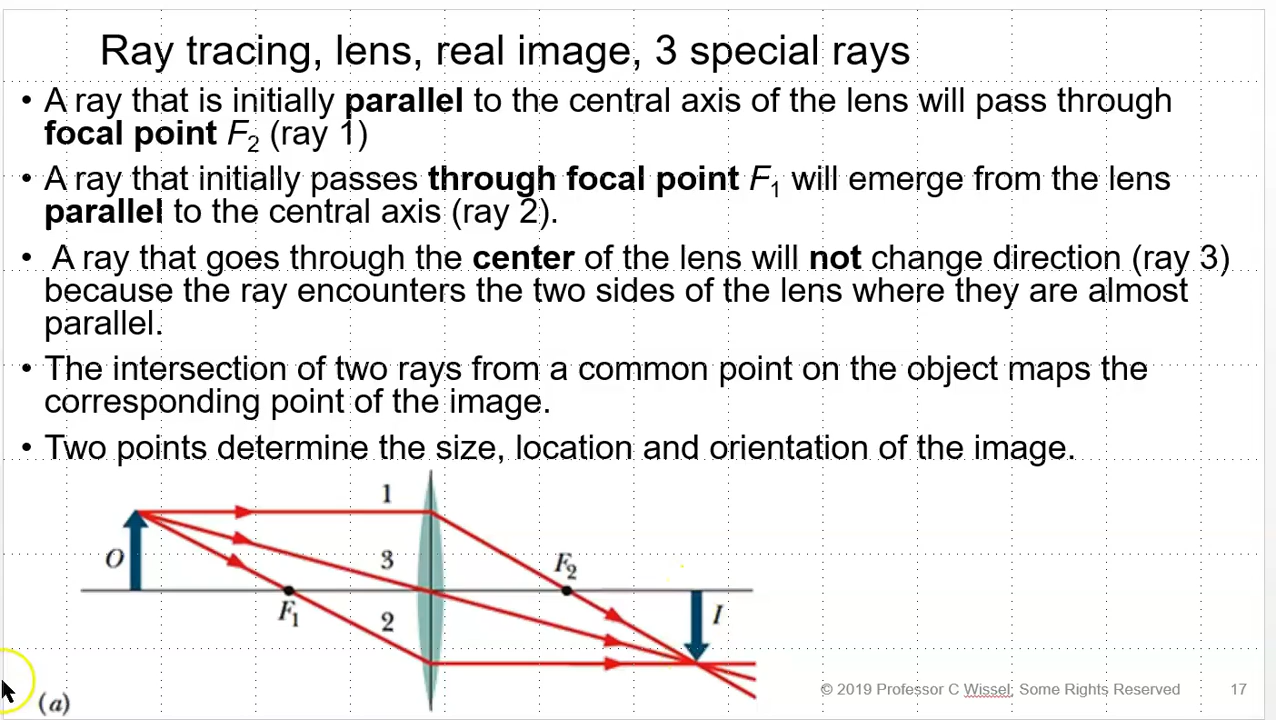 Ray tracing, lens, real image, 3 special rays
• A ray that is initially parallel to the central axis of the lens will pass through
focal point F₂ (ray 1)
• A ray that initially passes through focal point F₁ will emerge from the lens
parallel to the central axis (ray 2).
• A ray that goes through the center of the lens will not change direction (ray 3)
because the ray encounters the two sides of the lens where they are almost
parallel.
• The intersection of two rays from a common point on the object maps the
corresponding point of the image.
• Two points determine the size, location and orientation of the image.
1
O
3
F₂
F₁
2
I
(a)
© 2019 Professor C Wissel, Some Rights Reserved
17